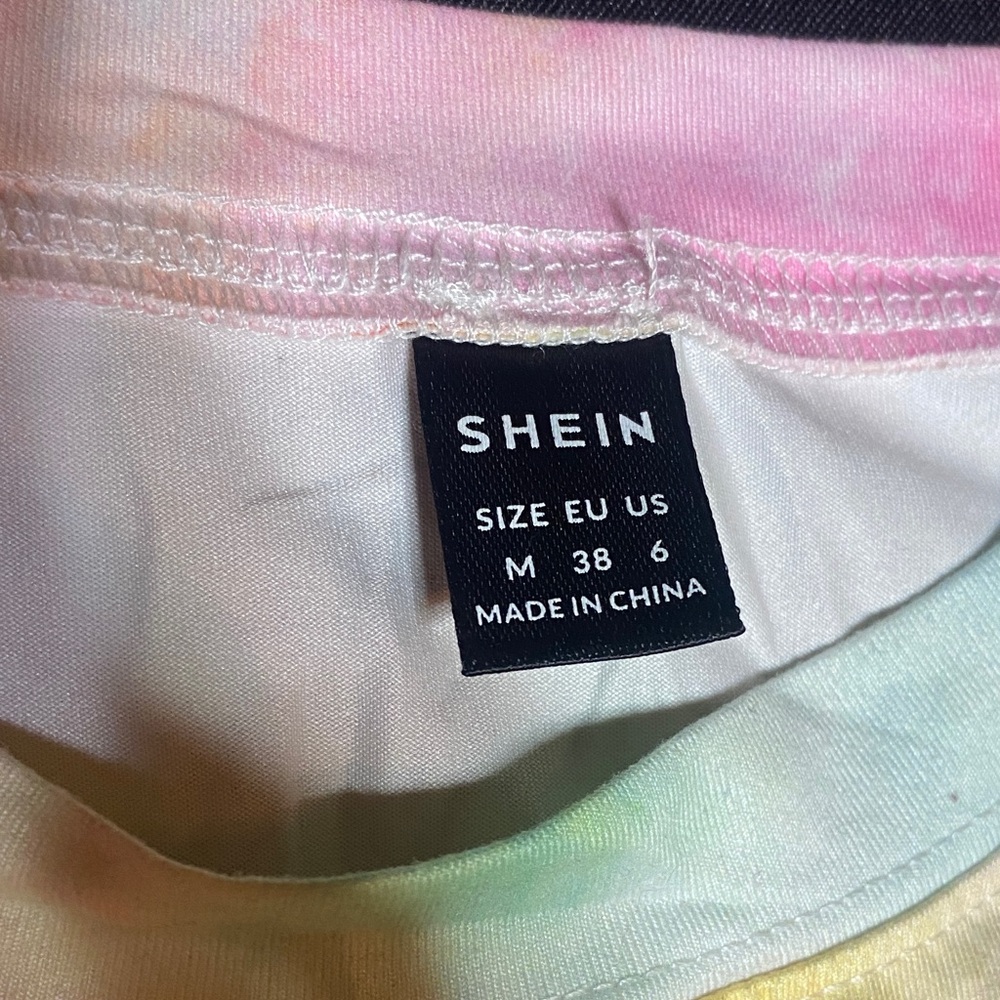 SHEIN
SIZE EU US
M 38 6
MADE IN CHINA